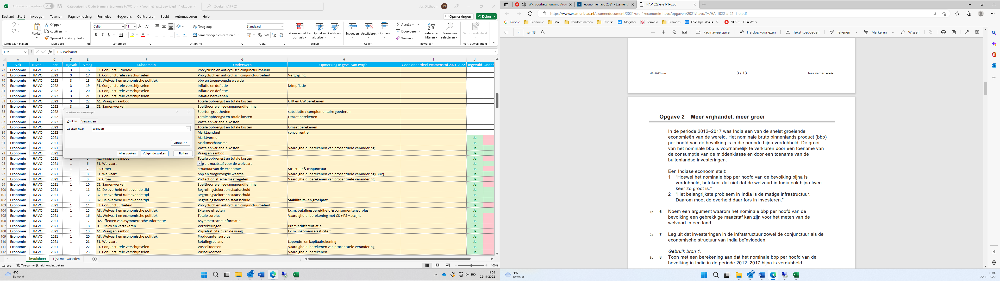 Automatisch opslaan
Categorisering Oude Examens Economie HAVO • Voor het laatst gewijzigd: 11 oktober
Zoeken (Alt+Q)
Jos Olsthoorn JO
Bestand Start Invoegen Tekenen Pagina-indeling Formules Gegevens Controleren Beeld Automatiseren Help
Opmerkingen Delen
Plakken
Knippen
Kopiëren
Opmaak kopiëren/plakken
Calibri 11
B I U
Terugloop
Samenvoegen en centreren
Standaard
% 000
Voorwaardelijke opmaak
Opmaken als tabel
Celstijlen
Invoegen Verwijderen Opmaak
AutoSom
Doorvoeren
Wissen
Sorteren en filteren
Zoeken en selecteren
Vertrouwelijkheid
Ongedaan maken Klembord Lettertype Uitlijning Getal Stijlen Cellen Bewerken Vertrouwelijkheid
F95 fx E1. Welvaart
A B C D E F G H I J
1 Vak Niveau Jaar Tijdvak Vraag Subdomein Onderwerp Opmerking in geval van twijfel Geen onderdeel examenstof 2021-2022 Ingevuld
77 Economie HAVO 2022 3 16 F3. Conjunctuurbeleid Procyclisch en anticyclisch conjunctuurbeleid
78 Economie HAVO 2022 3 17 F1. Conjuncturele verschijnselen Procyclisch en anticyclisch conjunctuurbeleid Vergrijzing
79 Economie HAVO 2022 3 18 A3. Welvaart en economische politiek bbp en toegevoegde waarde
80 Economie HAVO 2022 3 19 F1. Conjuncturele verschijnselen Inflatie en deflatie krimpflatie
81 Economie HAVO 2022 3 20 F1. Conjuncturele verschijnselen Inflatie en deflatie
82 Economie HAVO 2022 3 21 F1. Conjuncturele verschijnselen Inflatie berekenen
83 Economie HAVO 2022 3 22 A1. Vraag en aanbod Totale opbrengst en totale kosten GTK en GW berekenen
84 Economie HAVO 2022 3 23 C1. Samenwerken Speltheorie en gevangenendilemma
85 Economie HAVO 2022 Soorten grootheden substiutie / complementaire goederen
86 Economie HAVO 2022 Totale opbrengst en totale kosten Omzet berekenen
87 Economie HAVO 2022 Vaste en variabele kosten
88 Economie HAVO 2022 Totale opbrengst en totale kosten Omzet berekenen
89 Economie HAVO 2022 Marktaandeel concurrentie
90 Economie HAVO 2021 Marktvormen Ja
91 Economie HAVO 2021 Marktmechanisme Ja
92 Economie HAVO 2021 Vaste en variabele kosten Vaardigheid: berekenen van procentuele verandering Ja
93 Economie HAVO 2021 Vraag en aanbod Ja
94 Economie HAVO 2021 1 5 A1. Vraag en aanbod Totale opbrengst en totale kosten Ja
95 Economie HAVO 2021 1 6 E1. Welvaart p als maatstaf voor de welvaart Ja
96 Economie HAVO 2021 1 7 E2. Groei Structuur van de economie Structuur & conjunctuur Ja
97 Economie HAVO 2021 1 8 E1. Welvaart bbp en toegevoegde waarde Vaardigheid: berekenen van procentuele verandering (BBP) Ja
98 Economie HAVO 2021 1 9 E2. Groei Protectionistische maatregelen Vaardigheid: berekenen van procentuele verandering Ja
99 Economie HAVO 2021 1 10 C1. Samenwerken Speltheorie en gevangenendilemma Ja
100 Economie HAVO 2021 1 11 B2. De overheid ruilt over de tijd Begrotingstekort en staatsschuld Ja
101 Economie HAVO 2021 1 12 B2. De overheid ruilt over de tijd Begrotingstekort en staatsschuld Ja
102 Economie HAVO 2021 1 13 B2. De overheid ruilt over de tijd Begrotingstekort en staatsschuld Stabiliteits- en groeipact Ja
103 Economie HAVO 2021 1 14 F3. Conjunctuurbeleid Procyclisch en anticyclisch conjunctuurbeleid Ja
104 Economie HAVO 2021 1 15 A3. Welvaart en economische politiek Externe effecten I.c.m. betalingsbereidheid & consumentensurplus Ja
105 Economie HAVO 2021 1 16 A3. Welvaart en economische politiek Totale surplus Vaardigheid: berekening met CS + PS + accijns Ja
106 Economie HAVO 2021 1 17 D2. Effecten van asymmetrische informatie Asymmetrische informatie Ja
107 Economie HAVO 2021 1 18 D1. Risico en verzekeren Verzekeringen Premiedifferentiatie Ja
108 Economie HAVO 2021 1 19 A1. Vraag en aanbod Prijselasticiteit van de vraag I.c.m. inkomenselasticiteit Ja
109 Economie HAVO 2021 1 20 A3. Welvaart en economische politiek Producentensurplus Ja
110 Economie HAVO 2021 1 21 E1. Welvaart Betalingsbalans Lopende- en kapitaalrekening Ja
111 Economie HAVO 2021 1 22 F1. Conjuncturele verschijnselen Wisselkoersen Vaardigheid: berekenen van procentuele verandering Ja
112 Economie HAVO 2021 1 23 F1. Conjuncturele verschijnselen Wisselkoersen Vaardigheid: berekenen Ja
Zoeken en vervangen ?
Zoeken Vervangen
Zoeken naar: welvaart
Opties >>
Alles zoeken Volgende zoeken Sluiten
Invulsheet Lijst met waarden
Gereed Toegankelijkheid: onderzoeken 100%
4°C
Bewolkt
11:08
22-11-2022
WK: voorbeschouwing Arge
economie havo 2021 - Examenbl
HA-1022-a-21-1-o.pdf
https://www.examenblad.nl/examendocument/2021/cse-1/economie-havo/opgaven/2021/havo/f=/HA-1022-a-21-1-o.pdf
Google Economie Mail Random namen Diverse Magister Zermelo Examens DS220plusJos14 - S... NOS.nl - FIFA WK v...
4 van 13 Paginaweergave Hardop voorlezen Tekst toevoegen Tekenen Markeren Wissen
HA-1022-a-o 3 / 13 lees verder ►►►
Opgave 2 Meer vrijhandel, meer groei
In de periode 2012–2017 was India een van de snelst groeiende
economieën van de wereld. Het nominale bruto binnenlands product (bbp)
per hoofd van de bevolking is in die periode bijna verdubbeld. De groei
van het nominale bbp is voornamelijk te verklaren door een toename van
de consumptie van de middenklasse en door een toename van de
buitenlandse investeringen.
Een Indiase econoom stelt:
1 “Hoewel het nominale bbp per hoofd van de bevolking bijna is
verdubbeld, betekent dat niet dat de welvaart in India ook bijna twee
keer zo groot is.”
2 “Het belangrijkste probleem in India is de matige infrastructuur.
Daarom moet de overheid daar fors in investeren.”
1p 6 Noem een argument waarom het nominale bbp per hoofd van de
bevolking een gebrekkige maatstaf kan zijn voor het meten van de
welvaart in een land.
2p 7 Leg uit dat investeringen in de infrastructuur zowel de conjunctuur als de
economische structuur van India beïnvloeden.
Gebruik bron 1.
3p 8 Toon met een berekening aan dat het nominale bbp per hoofd van de
bevolking in India in de periode 2012–2017 bijna is verdubbeld.
4°C
Bewolkt
11:08
22-11-2022